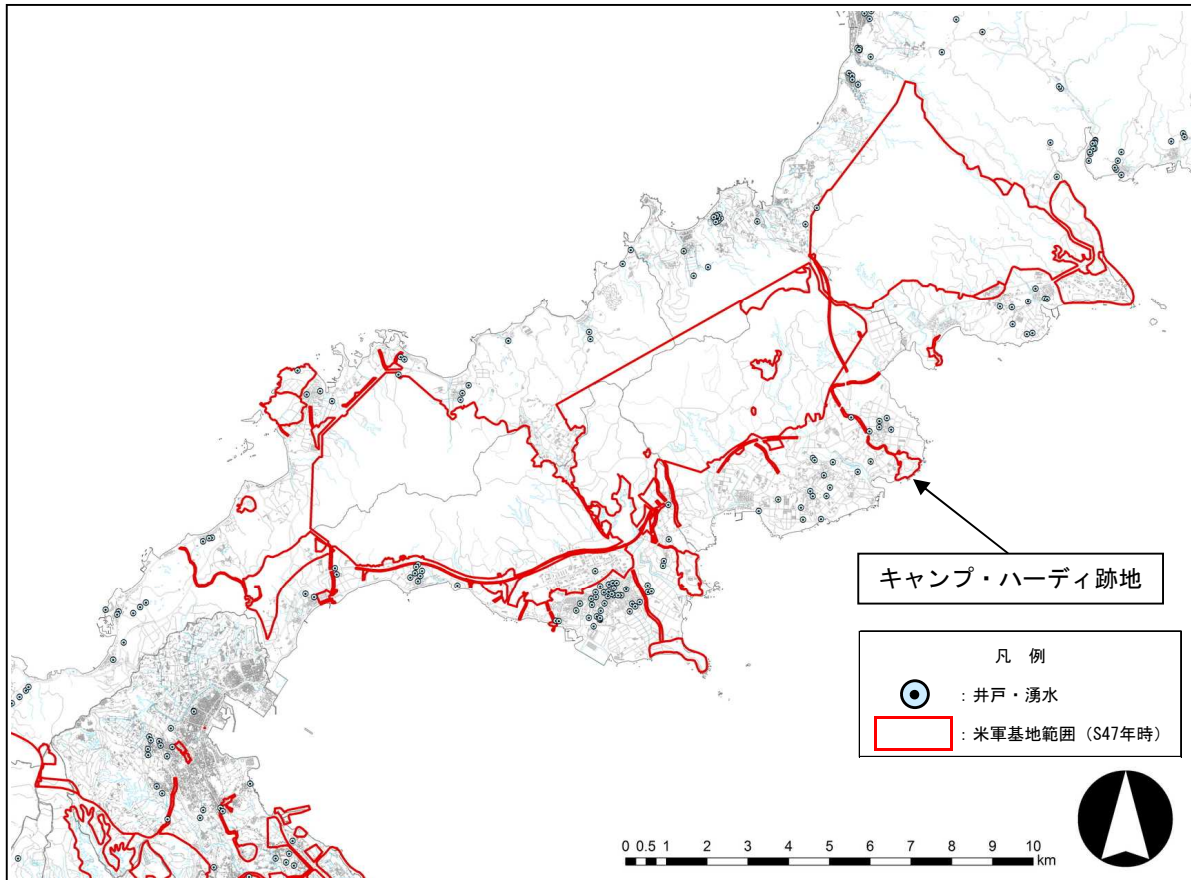 キャンプ・ハーディ跡地
凡 例
：井戸・湧水
：米軍基地範囲（S47年時）
0 0.5 1 2 3 4 5 6 7 8 9 10
km